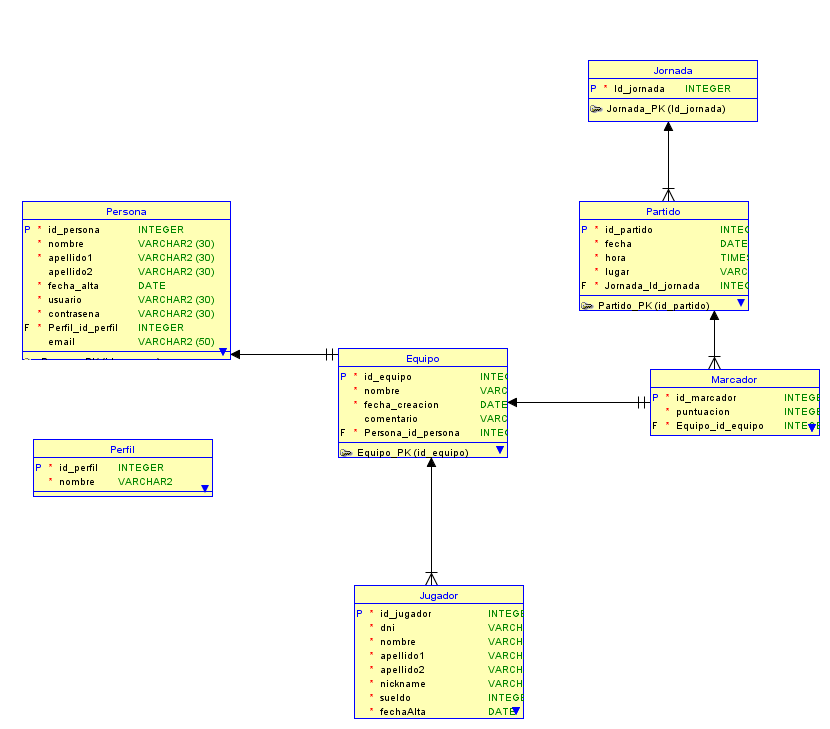 Jornada
P * Id_jornada INTEGER
Jornada_PK (Id_jornada)
Persona
P * id_persona INTEGER
* nombre VARCHAR2 (30)
* apellido1 VARCHAR2 (30)
apellido2 VARCHAR2 (30)
* fecha_alta DATE
* usuario VARCHAR2 (30)
* contrasena VARCHAR2 (30)
F * Perfil_id_perfil INTEGER
email VARCHAR2 (50)
Partido
P * id_partido INTEG
* fecha DATE
* hora TIMES
* lugar VARC
F * Jornada_Id_jornada INTEG
Partido_PK (id_partido)
Equipo
P * id_equipo INTEG
* nombre VARC
* fecha_creacion DATE
comentario VARC
F * Persona_id_persona INTEG
Equipo_PK (id_equipo)
Marcador
P * id_marcador INTEGE
* puntuacion INTEGE
F * Equipo_id_equipo INTEGE
Perfil
P * id_perfil INTEGER
* nombre VARCHAR2
Jugador
P * id_jugador INTEGE
* dni VARCH
* nombre VARCH
* apellido1 VARCH
* apellido2 VARCH
* nickname VARCH
* sueldo INTEGE
* fechaAlta DATE